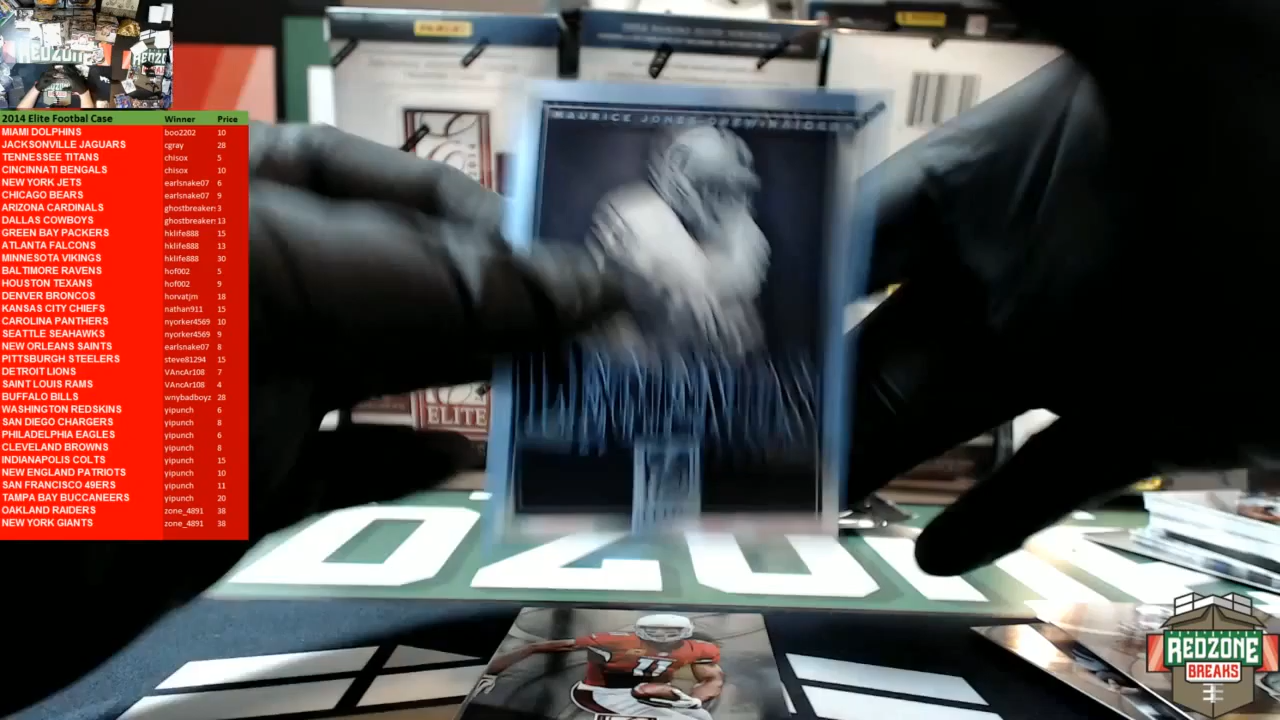 2014 Elite Footbal Case Winner Price
MIAMI DOLPHINS boo2202 10
JACKSONVILLE JAGUARS cgray 28
TENNESSEE TITANS chisox 5
CINCINNATI BENGALS chisox 10
NEW YORK JETS earlsnake07 6
CHICAGO BEARS earlsnake07 9
ARIZONA CARDINALS ghostbreaker 3
DALLAS COWBOYS ghostbreaker 13
GREEN BAY PACKERS hklife888 15
ATLANTA FALCONS hklife888 13
MINNESOTA VIKINGS hklife888 30
BALTIMORE RAVENS hof002 5
HOUSTON TEXANS hof002 9
DENVER BRONCOS horvatjm 18
KANSAS CITY CHIEFS nathan911 15
CAROLINA PANTHERS nyorker4569 10
SEATTLE SEAHAWKS nyorker4569 9
NEW ORLEANS SAINTS earlsnake07 8
PITTSBURGH STEELERS steve81294 15
DETROIT LIONS VAncAr108 7
SAINT LOUIS RAMS VAncAr108 4
BUFFALO BILLS wnybadboyz 28
WASHINGTON REDSKINS yipunch 6
SAN DIEGO CHARGERS yipunch 8
PHILADELPHIA EAGLES yipunch 6
CLEVELAND BROWNS yipunch 8
INDIANAPOLIS COLTS yipunch 15
NEW ENGLAND PATRIOTS yipunch 10
SAN FRANCISCO 49ERS yipunch 11
TAMPA BAY BUCCANEERS yipunch 20
OAKLAND RAIDERS zone_4891 38
NEW YORK GIANTS zone_4891 38
REDZONE
PANINI
MAURICE JONES-DREW•RAIDERS
ELITE
11
REDZONE
BREAKS